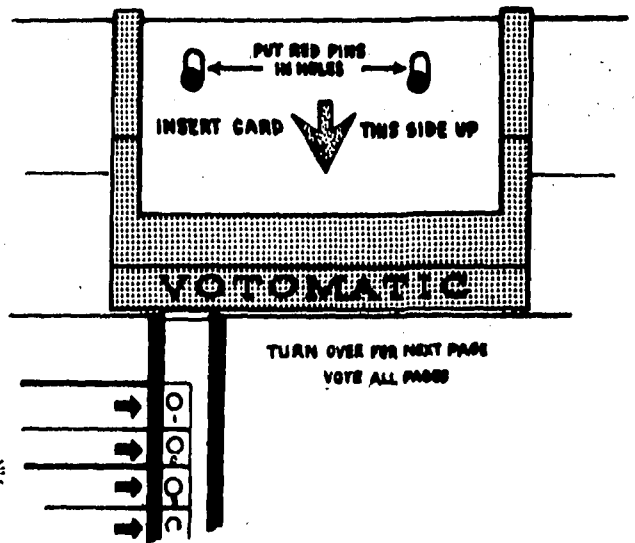 PUT RED PINS
IN HOLES
INSERT CARD THIS SIDE UP
VOTOMATIC
TURN OVER FOR NEXT PAGE
VOTE ALL PAGES